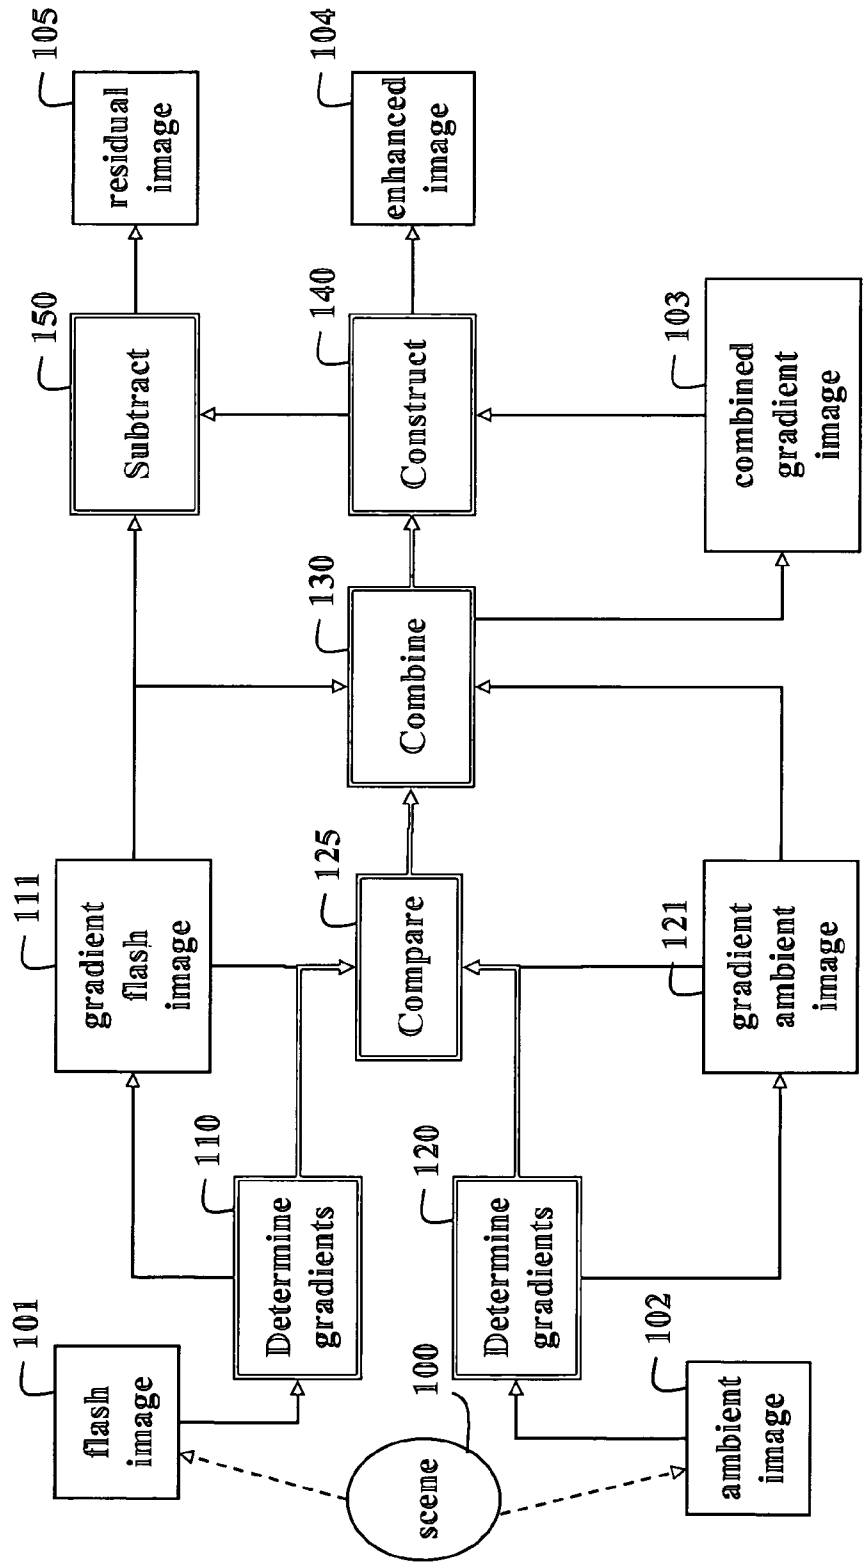 scene
100
flash
image
101
ambient
image
102
Determine
gradients
110
Determine
gradients
120
gradient
flash
image
111
Compare
125
gradient
ambient
image
121
Combine
130
combined
gradient
image
103
Subtract
150
Construct
140
residual
image
105
enhanced
image
104